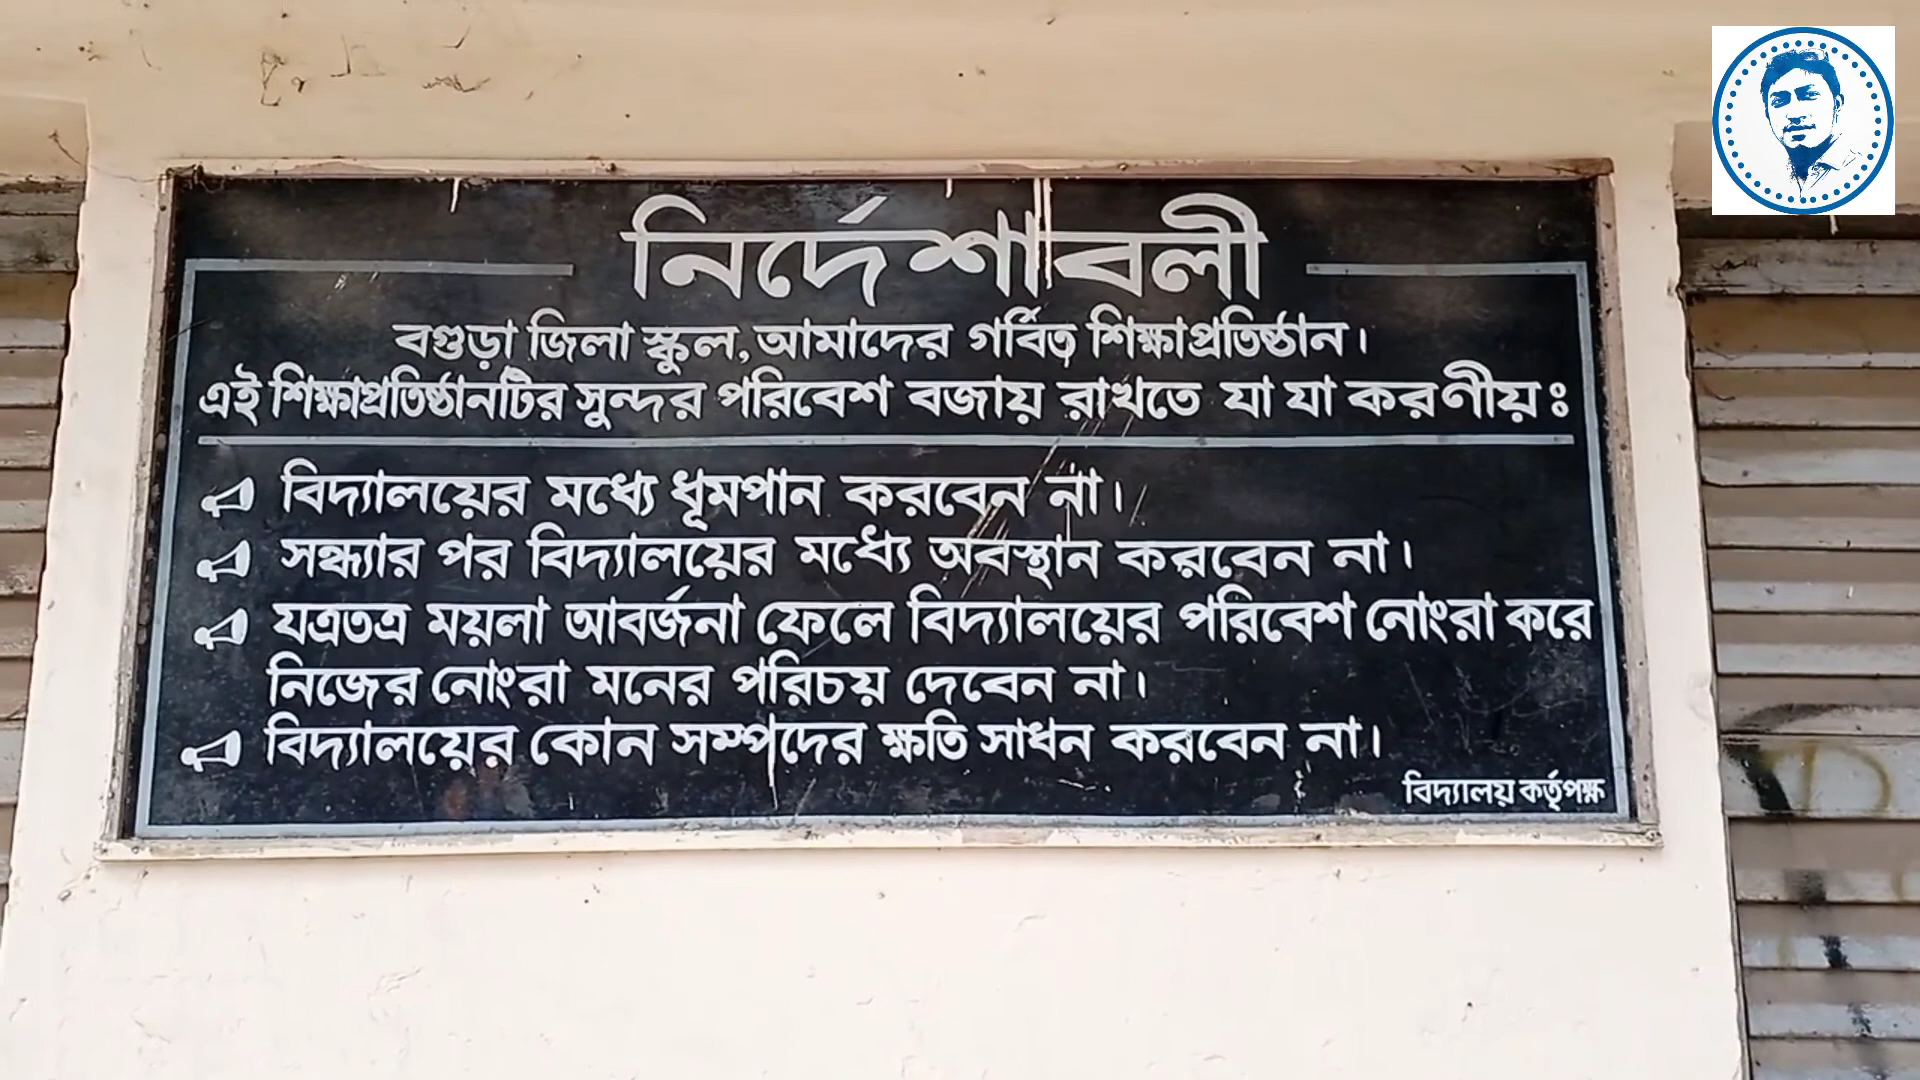 নির্দেশাবলী
বগুড়া জিলা স্কুল, আমাদের গর্বিত শিক্ষাপ্রতিষ্ঠান।
এই শিক্ষাপ্রতিষ্ঠানটির সুন্দর পরিবেশ বজায় রাখতে যা যা করণীয়ঃ
বিদ্যালয়ের মধ্যে ধূমপান করবেন না।
সন্ধ্যার পর বিদ্যালয়ের মধ্যে অবস্থান করবেন না।
যত্রতত্র ময়লা আবর্জনা ফেলে বিদ্যালয়ের পরিবেশ নোংরা করে
নিজের নোংরা মনের পরিচয় দেবেন না।
বিদ্যালয়ের কোন সম্পদের ক্ষতি সাধন করবেন না।
বিদ্যালয় কর্তৃপক্ষ